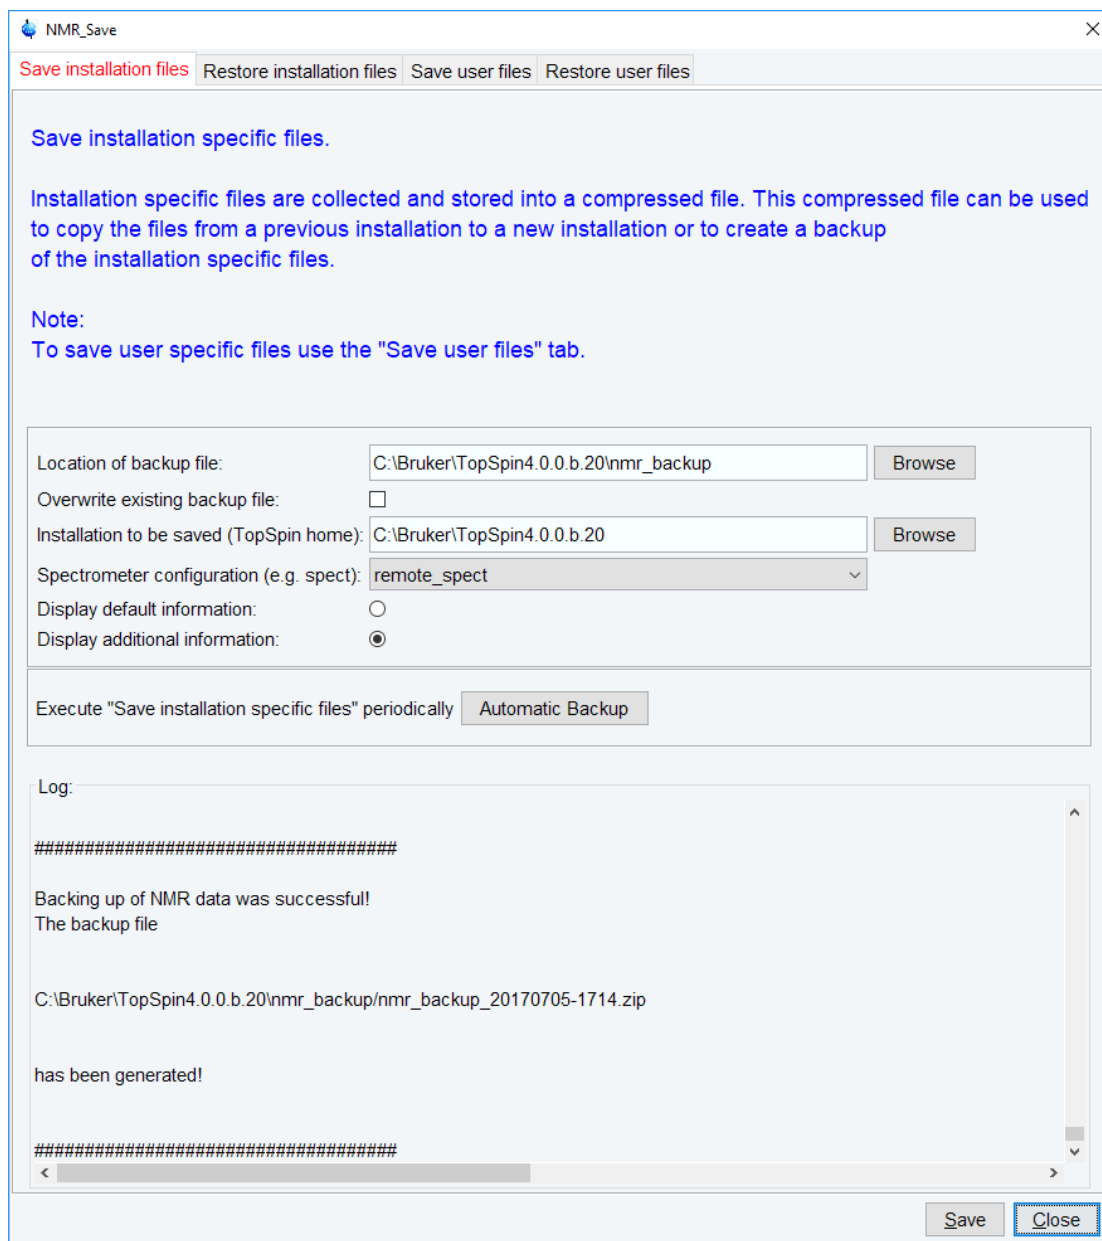 NMR_Save
Save installation files Restore installation files Save user files Restore user files
Save installation specific files.
Installation specific files are collected and stored into a compressed file. This compressed file can be used
to copy the files from a previous installation to a new installation or to create a backup
of the installation specific files.
Note:
To save user specific files use the "Save user files" tab.
Location of backup file: C:\Bruker\TopSpin4.0.0.b.20\nmr_backup Browse
Overwrite existing backup file:
Installation to be saved (TopSpin home): C:\Bruker\TopSpin4.0.0.b.20 Browse
Spectrometer configuration (e.g. spect): remote_spect
Display default information:
Display additional information:
Execute "Save installation specific files" periodically Automatic Backup
Log:
####################################
Backing up of NMR data was successful!
The backup file
C:\Bruker\TopSpin4.0.0.b.20\nmr_backup/nmr_backup_20170705-1714.zip
has been generated!
####################################
Save Close